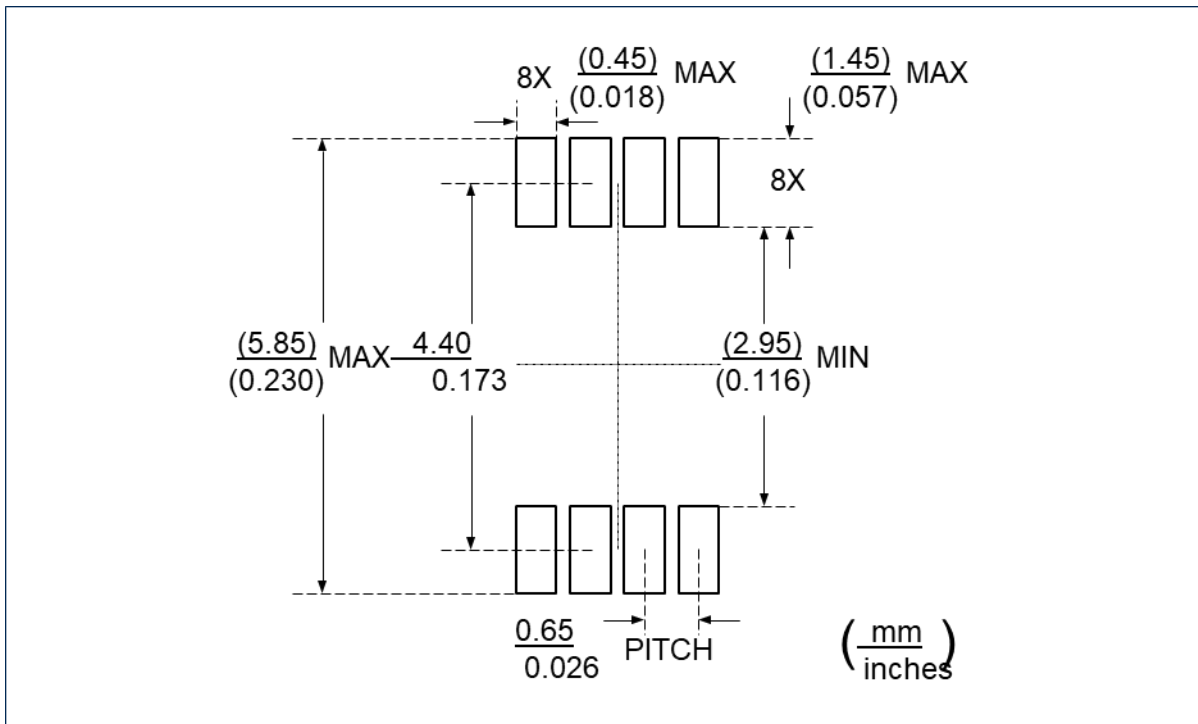 8X (0.45) MAX (1.45) MAX
(0.018) (0.057)
8X
(5.85) MAX 4.40 (2.95) MIN
(0.230) 0.173 (0.116)
0.65 PITCH (mm)
0.026 inches